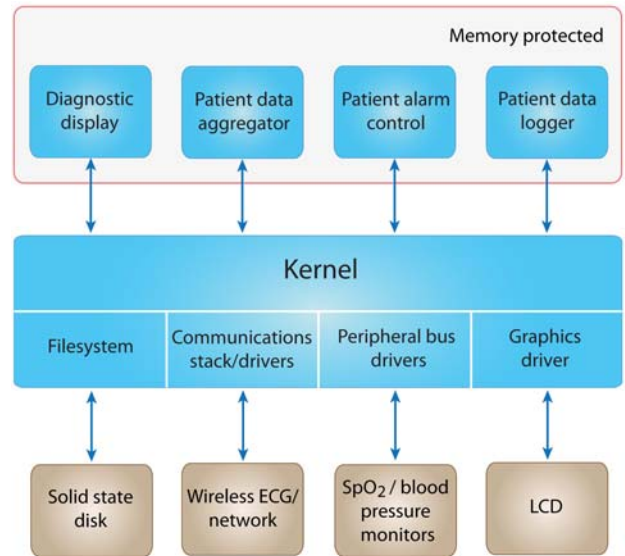 Memory protected
Diagnostic
display
Patient data
aggregator
Patient alarm
control
Patient data
logger
Kernel
Filesystem
Communications
stack/drivers
Peripheral bus
drivers
Graphics
driver
Solid state
disk
Wireless ECG/
network
SpO₂ / blood
pressure
monitors
LCD